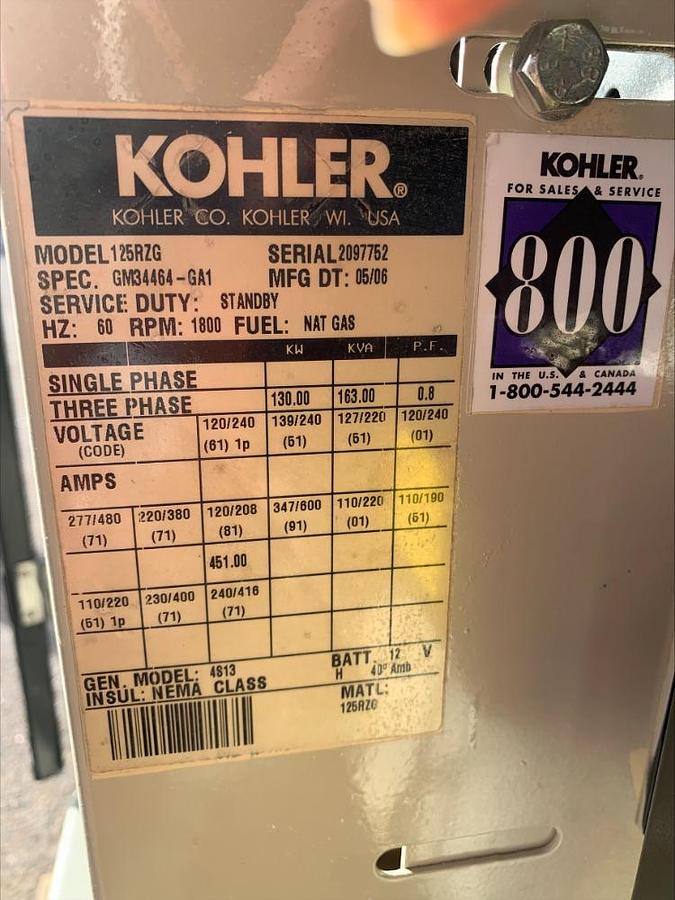 KOHLER®
KOHLER CO. KOHLER WI. USA
MODEL 125RZG SERIAL 2097752
SPEC. GM34464-GA1 MFG DT: 05/06
SERVICE DUTY: STANDBY
HZ: 60 RPM: 1800 FUEL: NAT GAS
KW KVA P.F.
SINGLE PHASE
THREE PHASE 130.00 163.00 0.8
VOLTAGE 120/240 139/240 127/220 120/240
(CODE) (61) 1p (51) (61) (01)
AMPS
277/480 220/380 120/208 347/600 110/220 110/190
(71) (71) (81) (91) (01) (61)
451.00
110/220 230/400 240/416
(51) 1p (71) (71)
GEN. MODEL: 4S13 BATT. 12 V
INSUL: NEMA CLASS H 40° Amb
MATL:
125RZG
KOHLER®
FOR SALES & SERVICE
800
IN THE U.S. & CANADA
1-800-544-2444